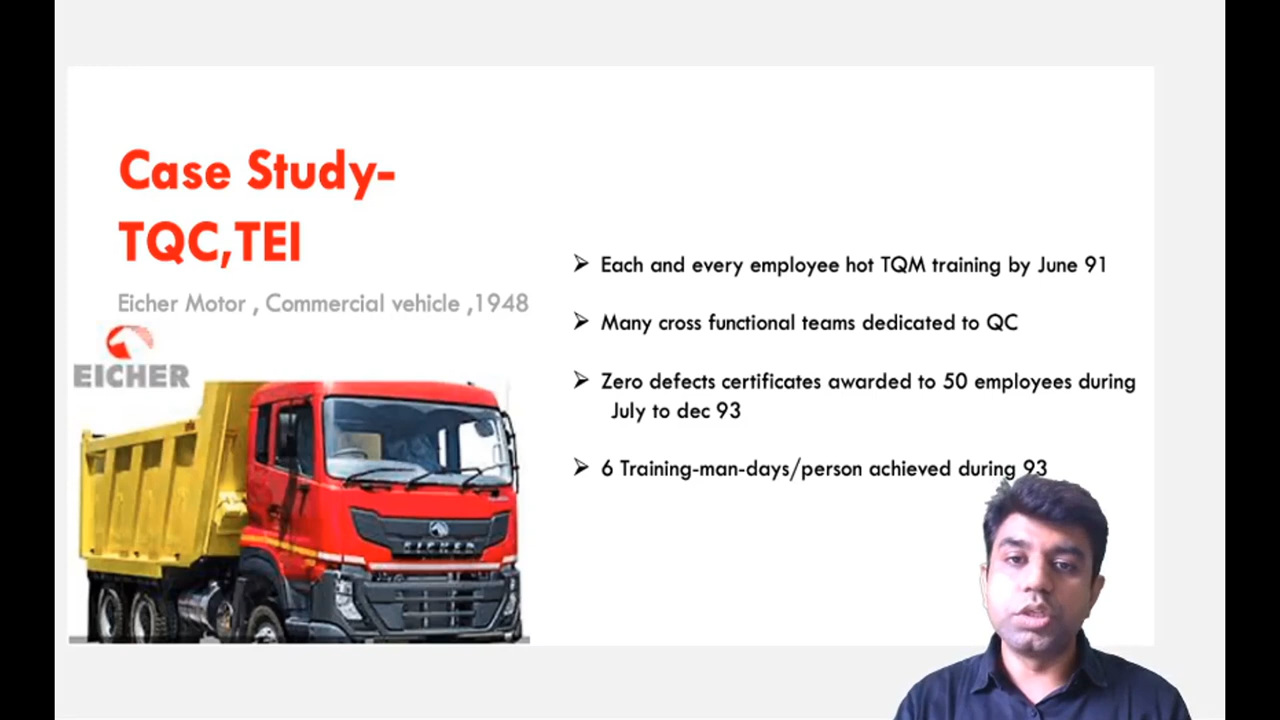 Case Study-
TQC,TEI
Eicher Motor , Commercial vehicle ,1948
EICHER
EICHER
➢ Each and every employee hot TQM training by June 91
➢ Many cross functional teams dedicated to QC
➢ Zero defects certificates awarded to 50 employees during
July to dec 93
➢ 6 Training-man-days/person achieved during 93